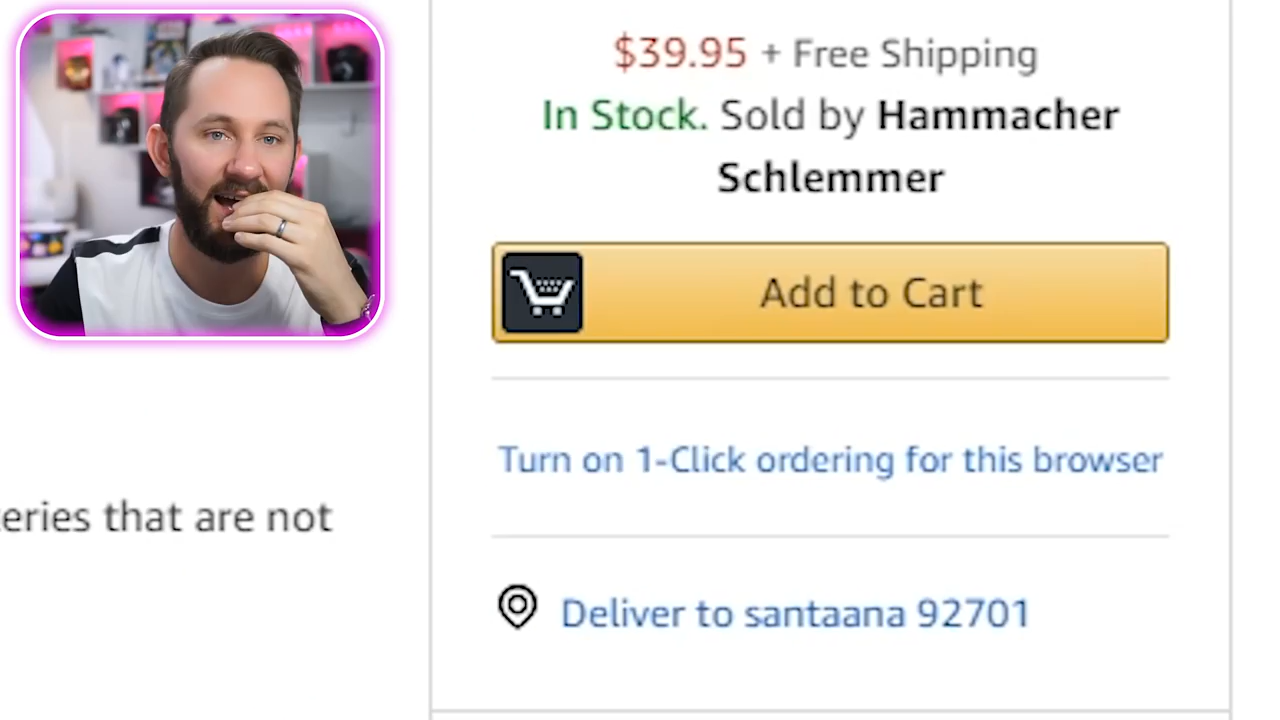 $39.95 + Free Shipping
In Stock. Sold by Hammacher
Schlemmer
Add to Cart
Turn on 1-Click ordering for this browser
that are not
Deliver to santaana 92701